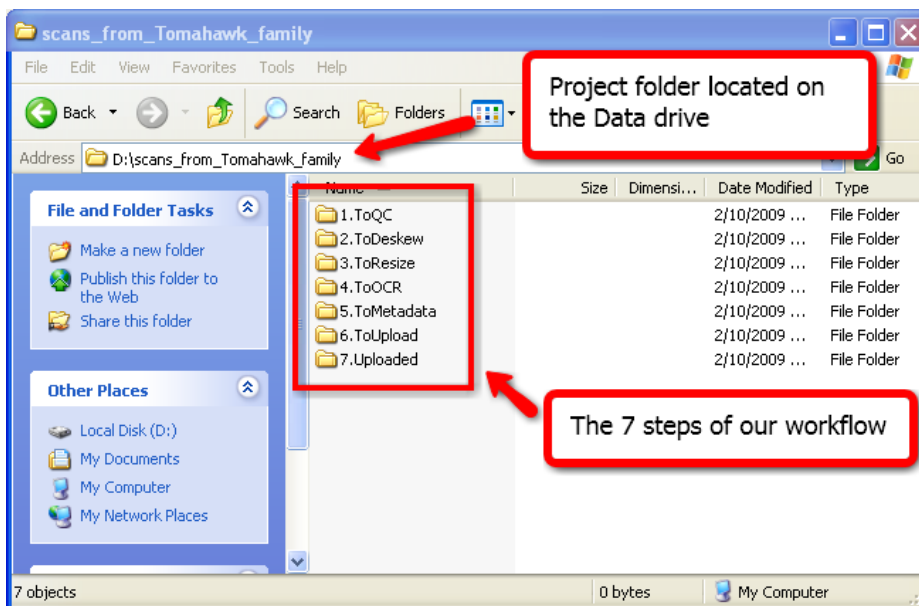 scans_from_Tomahawk_family
File Edit View Favorites Tools Help
Project folder located on
the Data drive
Back Search Folders
Address D:\scans_from_Tomahawk_family Go
Name Size Dimensi... Date Modified Type
File and Folder Tasks
Make a new folder
Publish this folder to
the Web
Share this folder
Other Places
Local Disk (D:)
My Documents
My Computer
My Network Places
1.ToQC 2/10/2009 ... File Folder
2.ToDeskew 2/10/2009 ... File Folder
3.ToResize 2/10/2009 ... File Folder
4.ToOCR 2/10/2009 ... File Folder
5.ToMetadata 2/10/2009 ... File Folder
6.ToUpload 2/10/2009 ... File Folder
7.Uploaded 2/10/2009 ... File Folder
The 7 steps of our workflow
7 objects 0 bytes My Computer